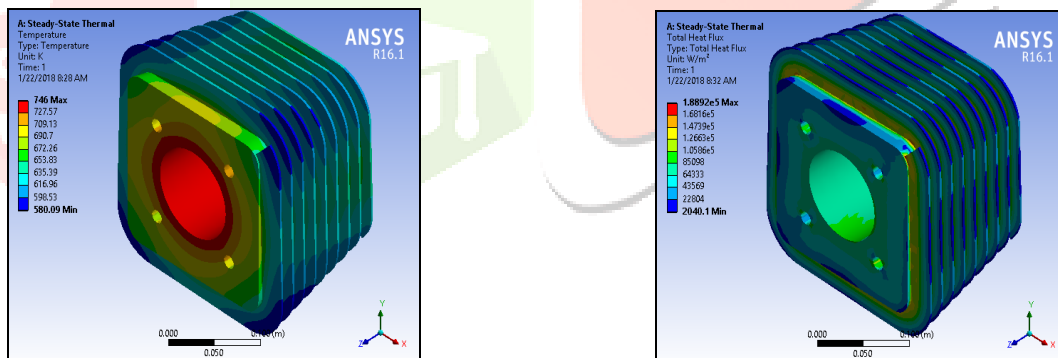 A: Steady-State Thermal
Temperature
Type: Temperature
Unit: K
Time: 1
1/22/2018 8:28 AM
746 Max
727.57
709.13
690.7
672.26
653.83
635.39
616.96
598.53
580.09 Min
ANSYS
R16.1
0.000
0.100 (m)
0.050
Y
Z
X
A: Steady-State Thermal
Total Heat Flux
Type: Total Heat Flux
Unit: W/m²
Time: 1
1/22/2018 8:32 AM
1.8892e5 Max
1.6816e5
1.4739e5
1.2663e5
1.0586e5
85098
64333
43569
22804
2040.1 Min
ANSYS
R16.1
0.000
0.100 (m)
0.050
Y
Z
X